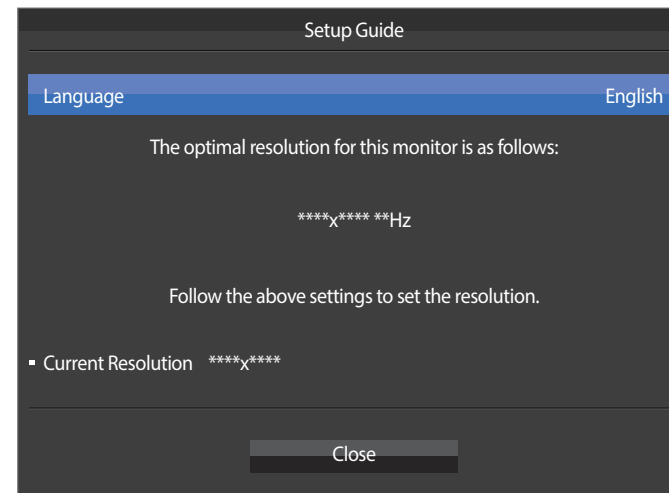 Setup Guide
Language English
The optimal resolution for this monitor is as follows:
****x**** **Hz
Follow the above settings to set the resolution.
Current Resolution ****x****
Close